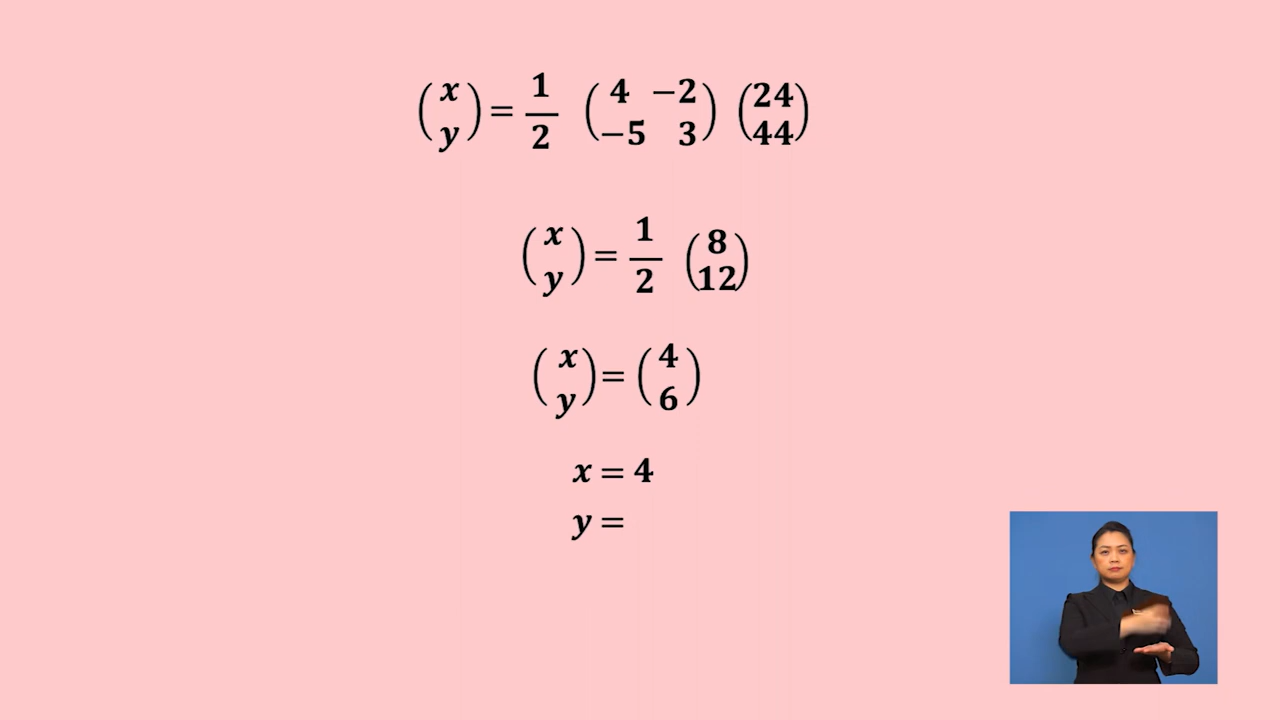 (x y) = 1/2 (4 −2 −5 3) (24 44)
(x y) = 1/2 (8 12)
(x y) = (4 6)
x = 4
y =